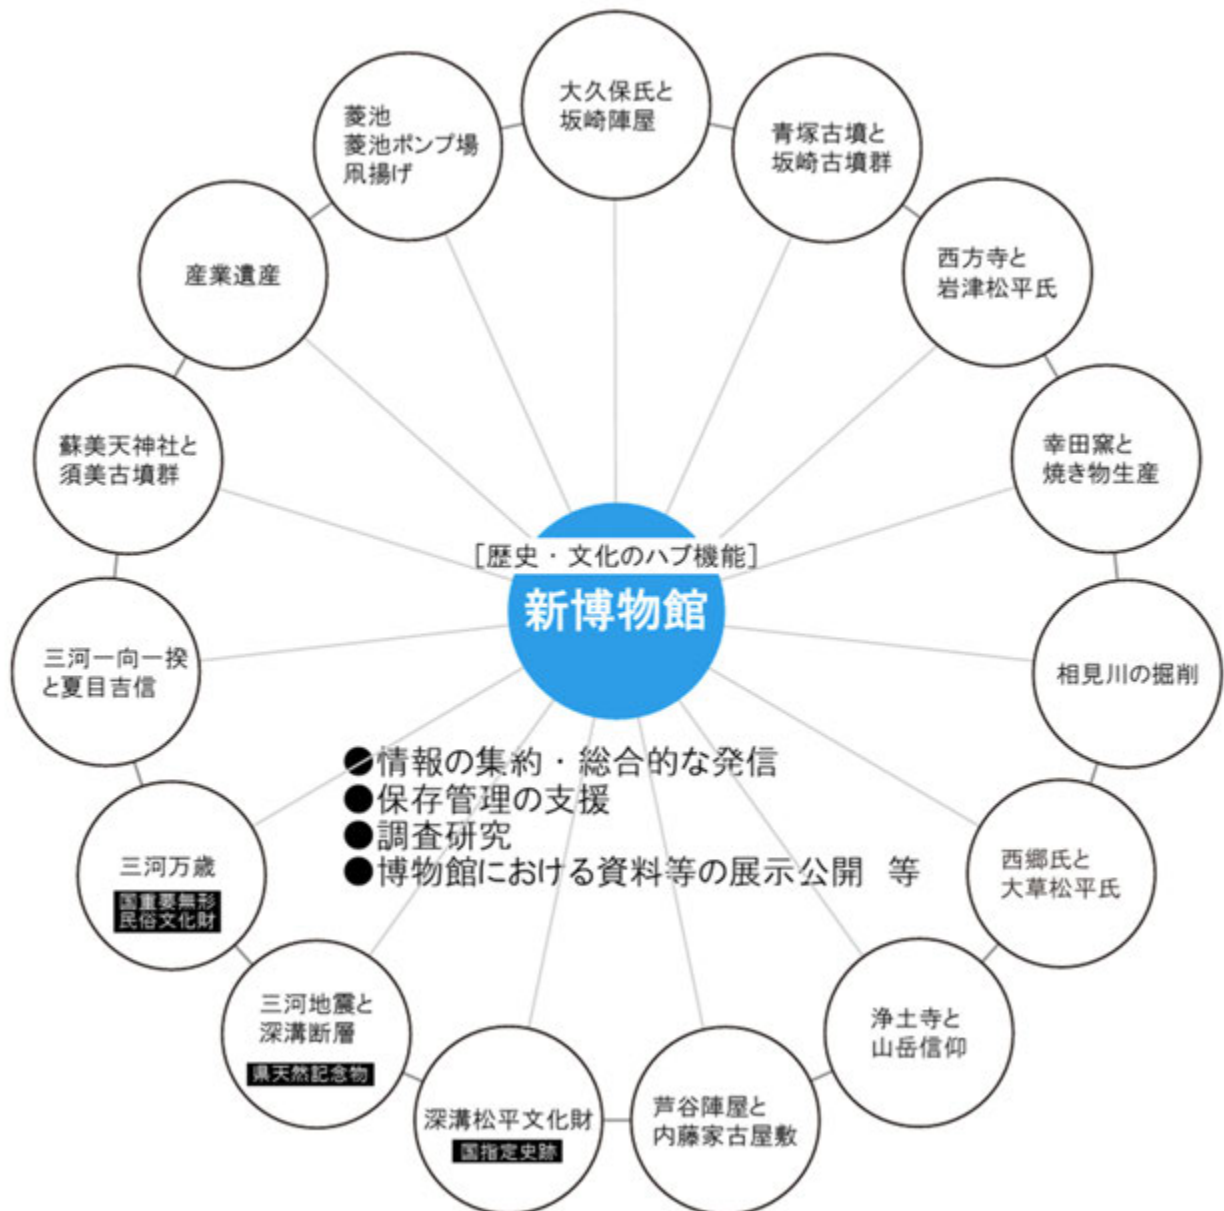 大久保氏と
坂崎陣屋
青塚古墳と
坂崎古墳群
西方寺と
岩津松平氏
幸田窯と
焼き物生産
相見川の掘削
西郷氏と
大草松平氏
浄土寺と
山岳信仰
芦谷陣屋と
内藤家古屋敷
深溝松平文化財
国指定史跡
三河地震と
深溝断層
県天然記念物
三河万歳
国重要無形
民俗文化財
三河一向一揆
と夏目吉信
蘇美天神社と
須美古墳群
産業遺産
菱池
菱池ポンプ場
凧揚げ
[歴史・文化のハブ機能]
新博物館
●情報の集約・総合的な発信
●保存管理の支援
●調査研究
●博物館における資料等の展示公開 等